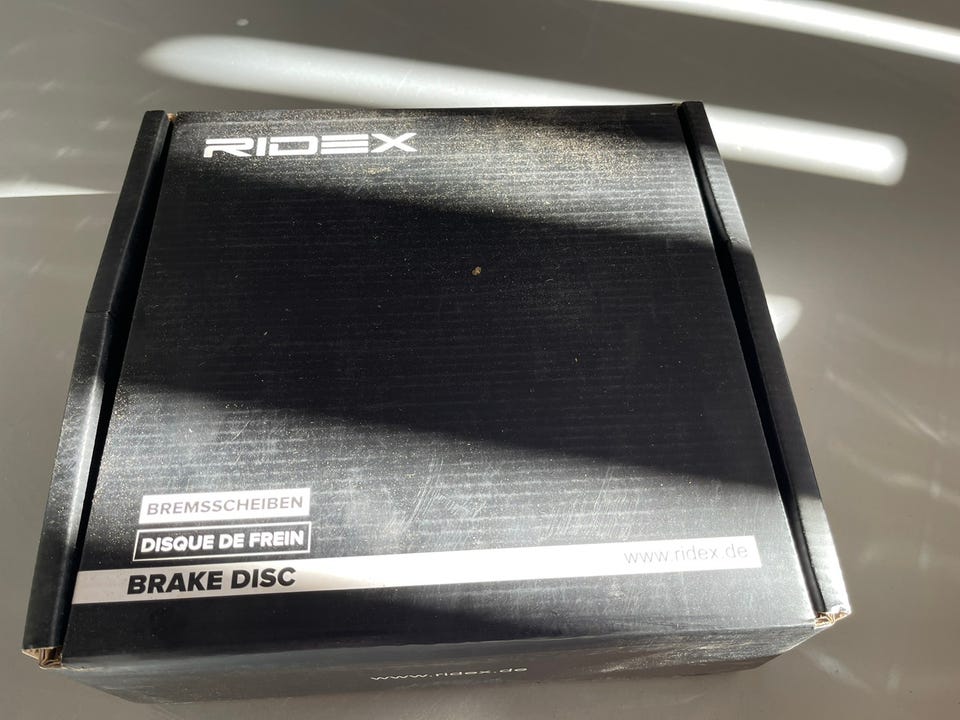 RIDEX
BREMSSCHEIBEN
DISQUE DE FREIN
BRAKE DISC
www.ridex.de
www.ridex.de